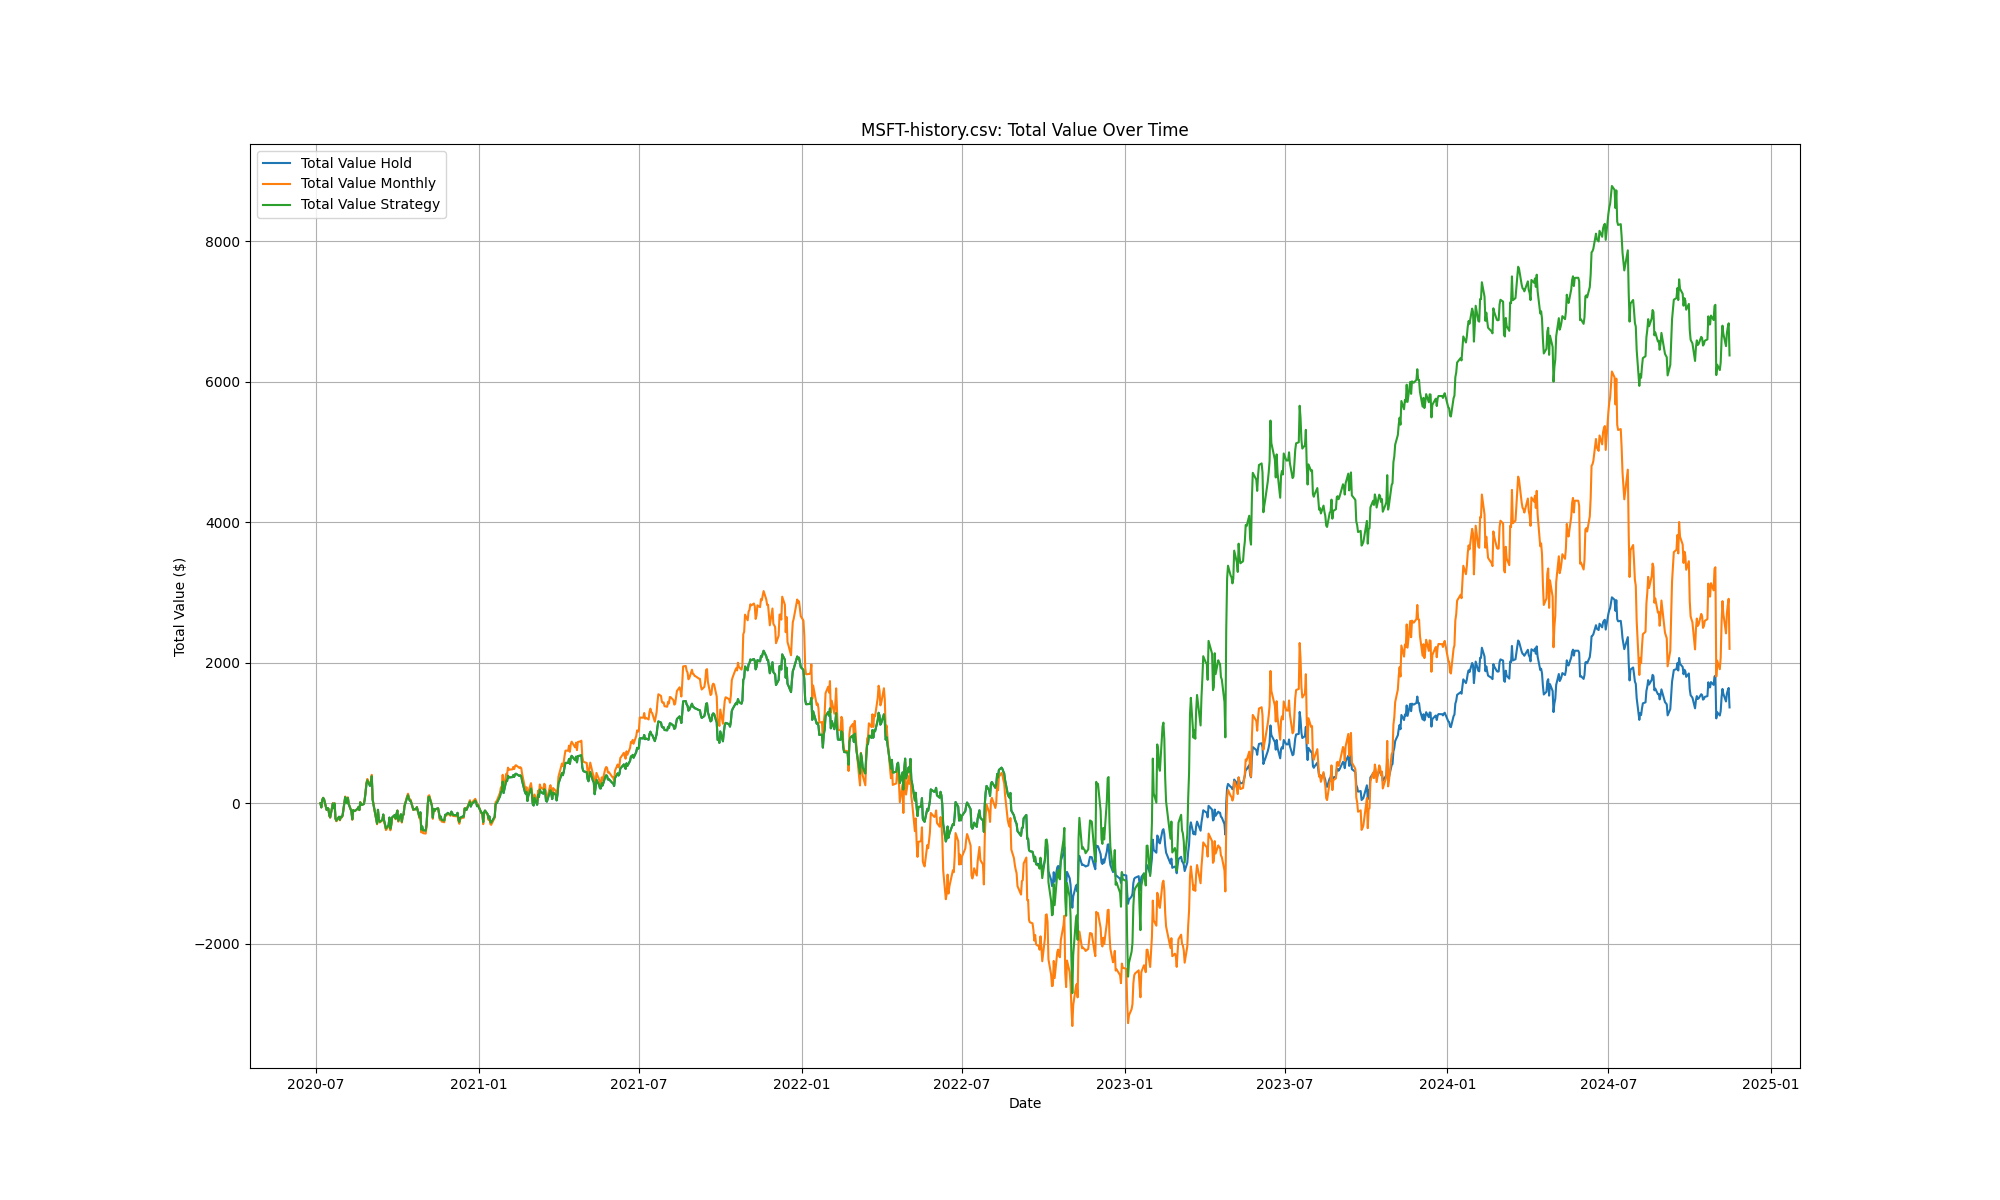 MSFT-history.csv: Total Value Over Time
Total Value Hold
Total Value Monthly
Total Value Strategy
8000
6000
4000
2000
0
−2000
Total Value ($)
2020-07
2021-01
2021-07
2022-01
2022-07
2023-01
2023-07
2024-01
2024-07
2025-01
Date